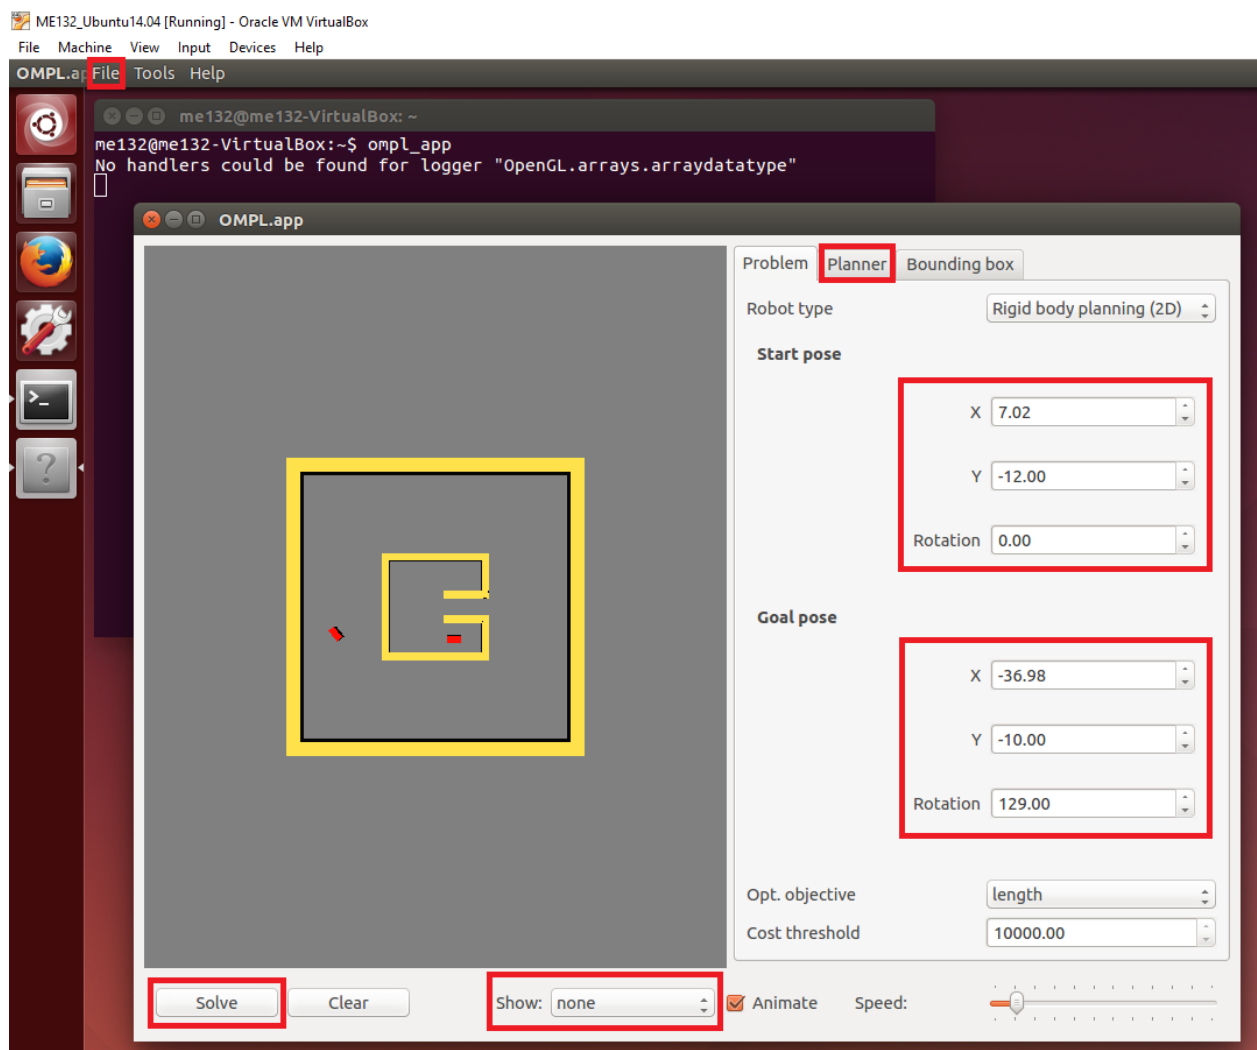 ME132_Ubuntu14.04 [Running] - Oracle VM VirtualBox
File Machine View Input Devices Help
OMPL.ap File Tools Help
me132@me132-VirtualBox: ~
me132@me132-VirtualBox:~$ ompl_app
No handlers could be found for logger "OpenGL.arrays.arraydatatype"
OMPL.app
Problem Planner Bounding box
Robot type Rigid body planning (2D)
Start pose
X 7.02
Y -12.00
Rotation 0.00
Goal pose
X -36.98
Y -10.00
Rotation 129.00
Opt. objective length
Cost threshold 10000.00
Solve Clear Show: none Animate Speed: